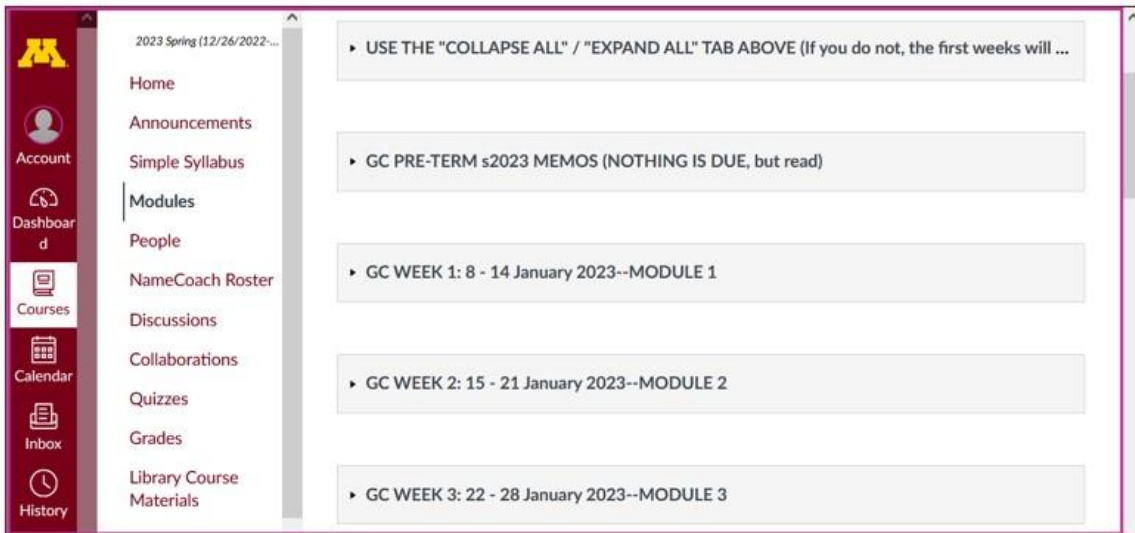 M
Account
Dashboar
d
Courses
Calendar
Inbox
History
2023 Spring (12/26/2022-...
Home
Announcements
Simple Syllabus
Modules
People
NameCoach Roster
Discussions
Collaborations
Quizzes
Grades
Library Course
Materials
USE THE "COLLAPSE ALL" / "EXPAND ALL" TAB ABOVE (If you do not, the first weeks will ...
GC PRE-TERM s2023 MEMOS (NOTHING IS DUE, but read)
GC WEEK 1: 8 - 14 January 2023--MODULE 1
GC WEEK 2: 15 - 21 January 2023--MODULE 2
GC WEEK 3: 22 - 28 January 2023--MODULE 3